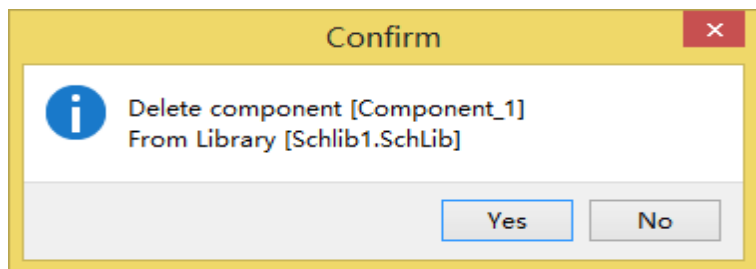 Confirm
Delete component [Component_1]
From Library [Schlib1.SchLib]
Yes
No